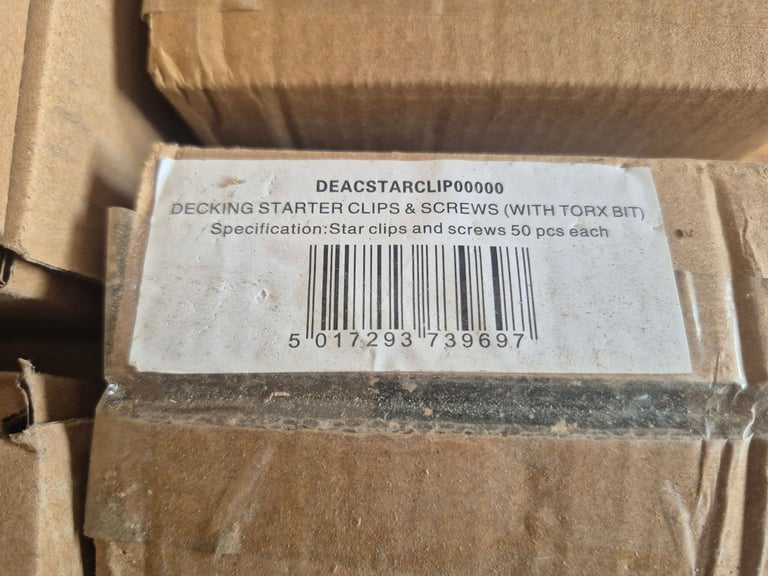 DEACSTARCLIP00000
DECKING STARTER CLIPS & SCREWS (WITH TORX BIT)
Specification:Star clips and screws 50 pcs each
5 017293 739697